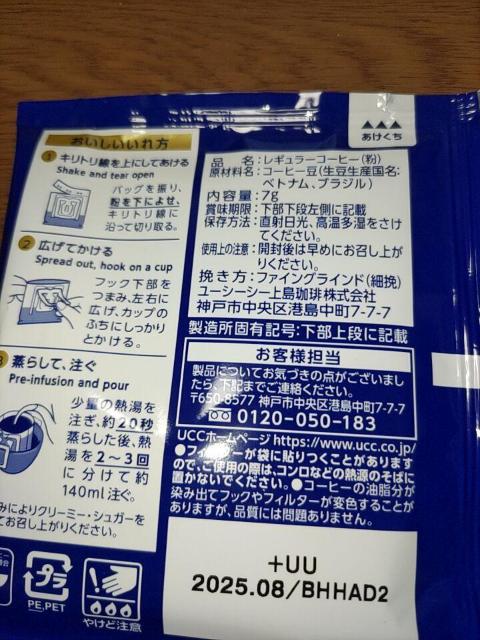 あけくち
おいしいいれ方
1 キリトリ線を上にしてあける
Shake and tear open
バッグを振り、
粉を下によせ、
キリトリ線に
沿って切り取る。
2 広げてかける
Spread out, hook on a cup
フック下部を
つまみ、左右に
広げ、カップの
ふちにしっかり
とかける。
3 蒸らして、注ぐ
Pre-infusion and pour
少量の熱湯を
注ぎ、約20秒
蒸らした後、熱
湯を2～3回
に分けて約
140ml注ぐ。
みによりクリーミー・シュガーを
てお召し上がりください。
プラ
PE,PET
やけど注意
品名:レギュラーコーヒー(粉)
原材料名:コーヒー豆(生豆生産国名:
ベトナム、ブラジル)
内容量:7g
賞味期限:下部下段左側に記載
保存方法:直射日光、高温多湿をさけ
てください。
使用上の注意:開封後は早めにお召し上が
りください。
挽き方:ファイングラインド(細挽)
ユーシーシー上島珈琲株式会社
神戸市中央区港島中町7-7-7
製造所固有記号:下部上段に記載
お客様担当
製品についてお気づきの点がございまし
たら、下記までご連絡ください。
〒650-8577 神戸市中央区港島中町7-7-7
0120-050-183
UCCホームページ https://www.ucc.co.jp/
●フィルターが袋に貼りつくことがあります
ので、ご使用の際は、コンロなどの熱源のそばに
置かないでください。●コーヒーの油脂分が
染み出てフックやフィルターが変色することが
ありますが、品質には問題ありません。
+UU
2025.08/BHHAD2